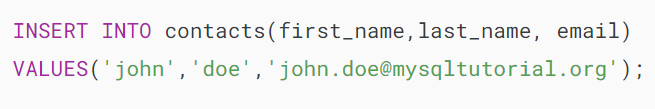 INSERT INTO contacts(first_name,last_name, email)
VALUES('john','doe','john.doe@mysqltutorial.org');